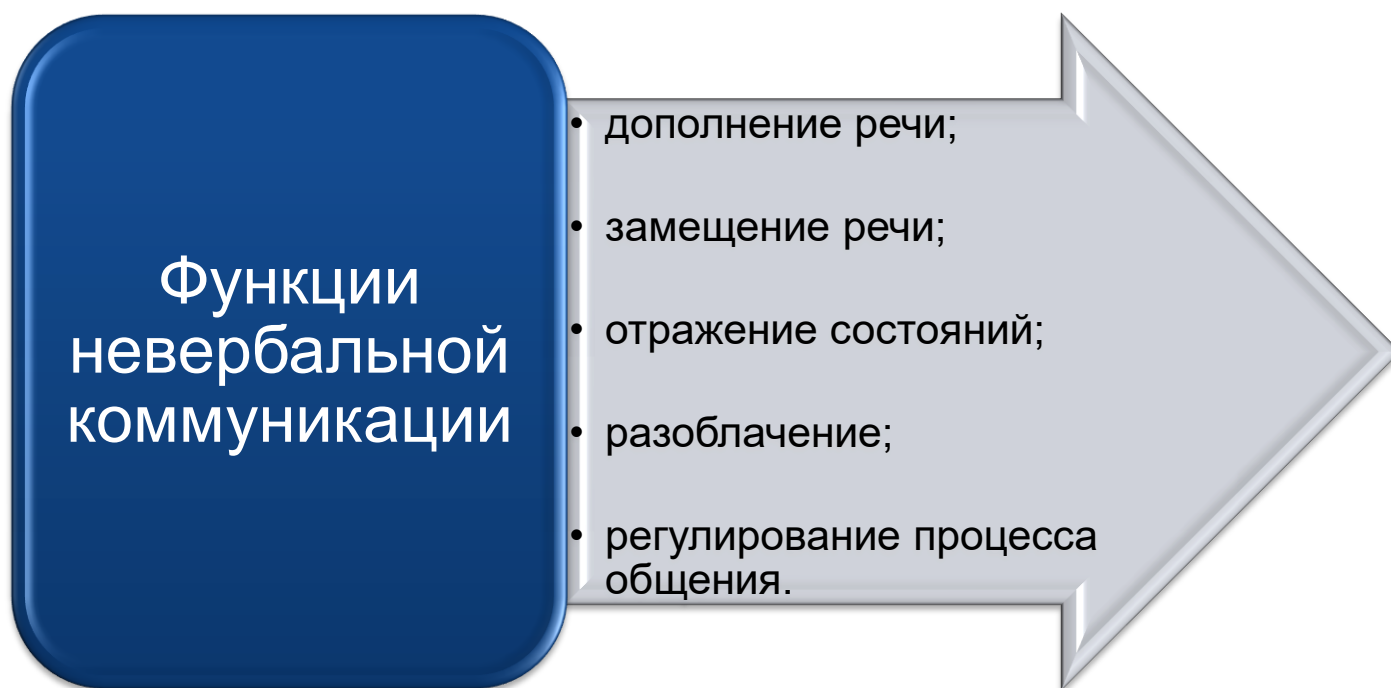 Функции
невербальной
коммуникации
• дополнение речи;
• замещение речи;
• отражение состояний;
• разоблачение;
• регулирование процесса
общения.